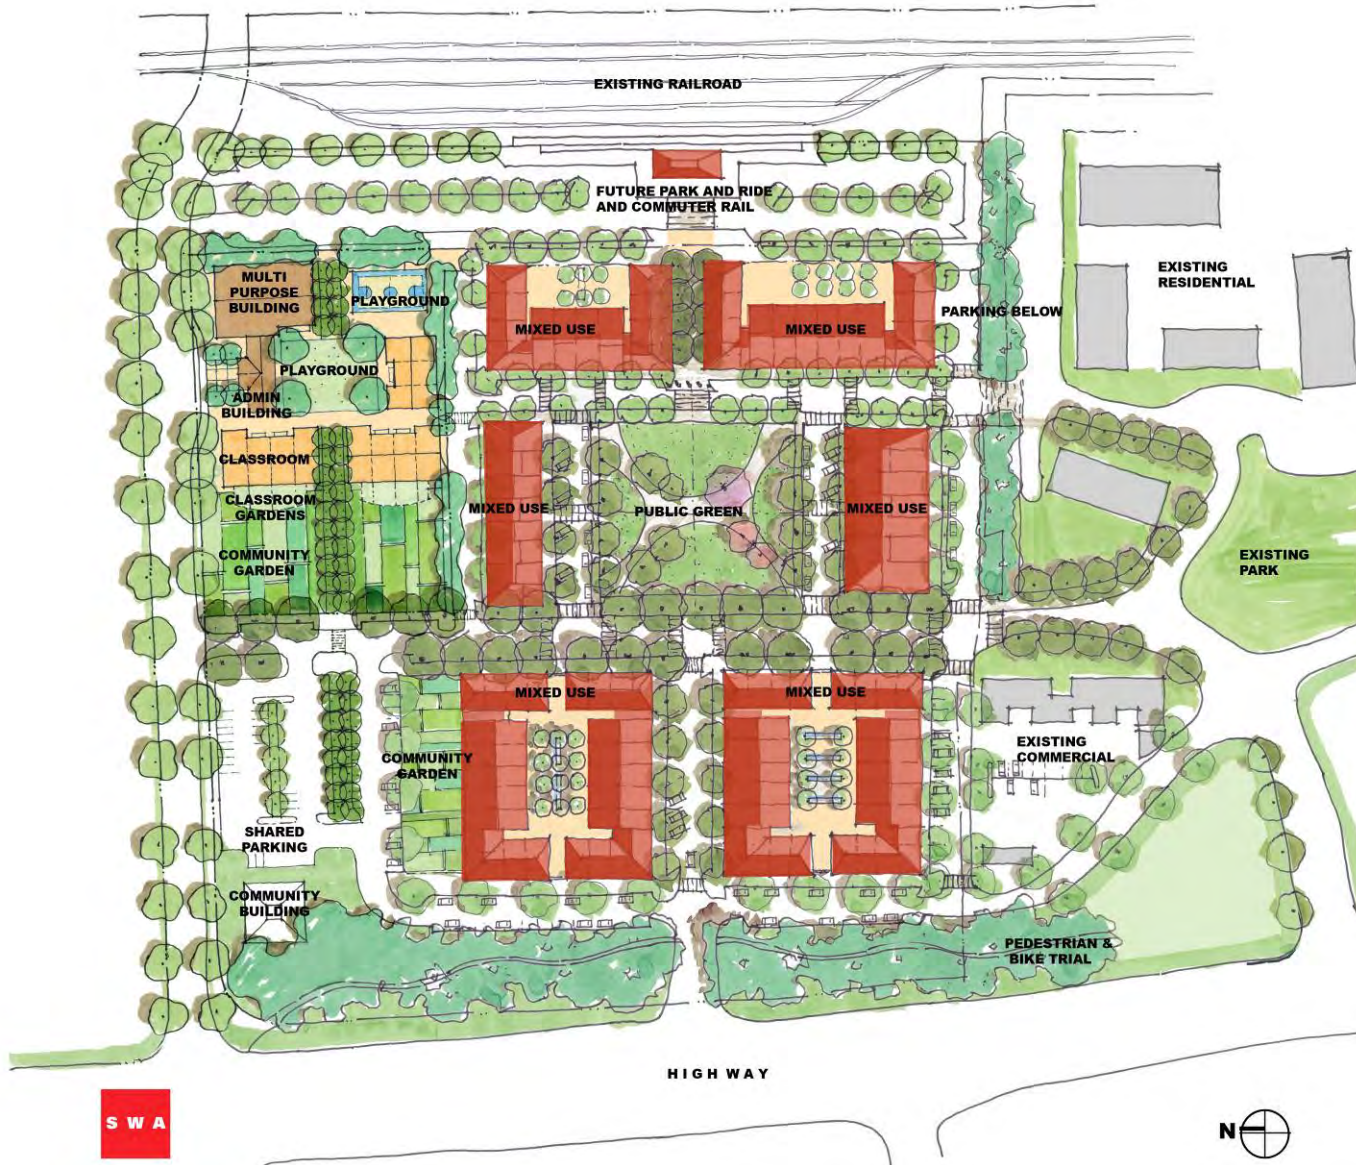 EXISTING RAILROAD
FUTURE PARK AND RIDE
AND COMMUTER RAIL
MULTI
PURPOSE
BUILDING
PLAYGROUND
MIXED USE
MIXED USE
PARKING BELOW
EXISTING
RESIDENTIAL
PLAYGROUND
ADMIN
BUILDING
CLASSROOM
CLASSROOM
GARDENS
MIXED USE
PUBLIC GREEN
MIXED USE
COMMUNITY
GARDEN
EXISTING
PARK
MIXED USE
MIXED USE
COMMUNITY
GARDEN
EXISTING
COMMERCIAL
SHARED
PARKING
COMMUNITY
BUILDING
PEDESTRIAN &
BIKE TRIAL
HIGHWAY
SWA
N